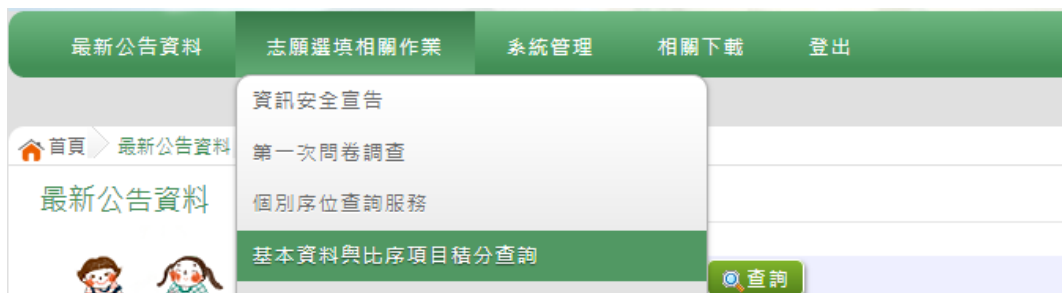 最新公告資料 志願選填相關作業 系統管理 相關下載 登出
資訊安全宣告
首頁 最新公告資料
第一次問卷調查
最新公告資料
個別序位查詢服務
基本資料與比序項目積分查詢
查詢